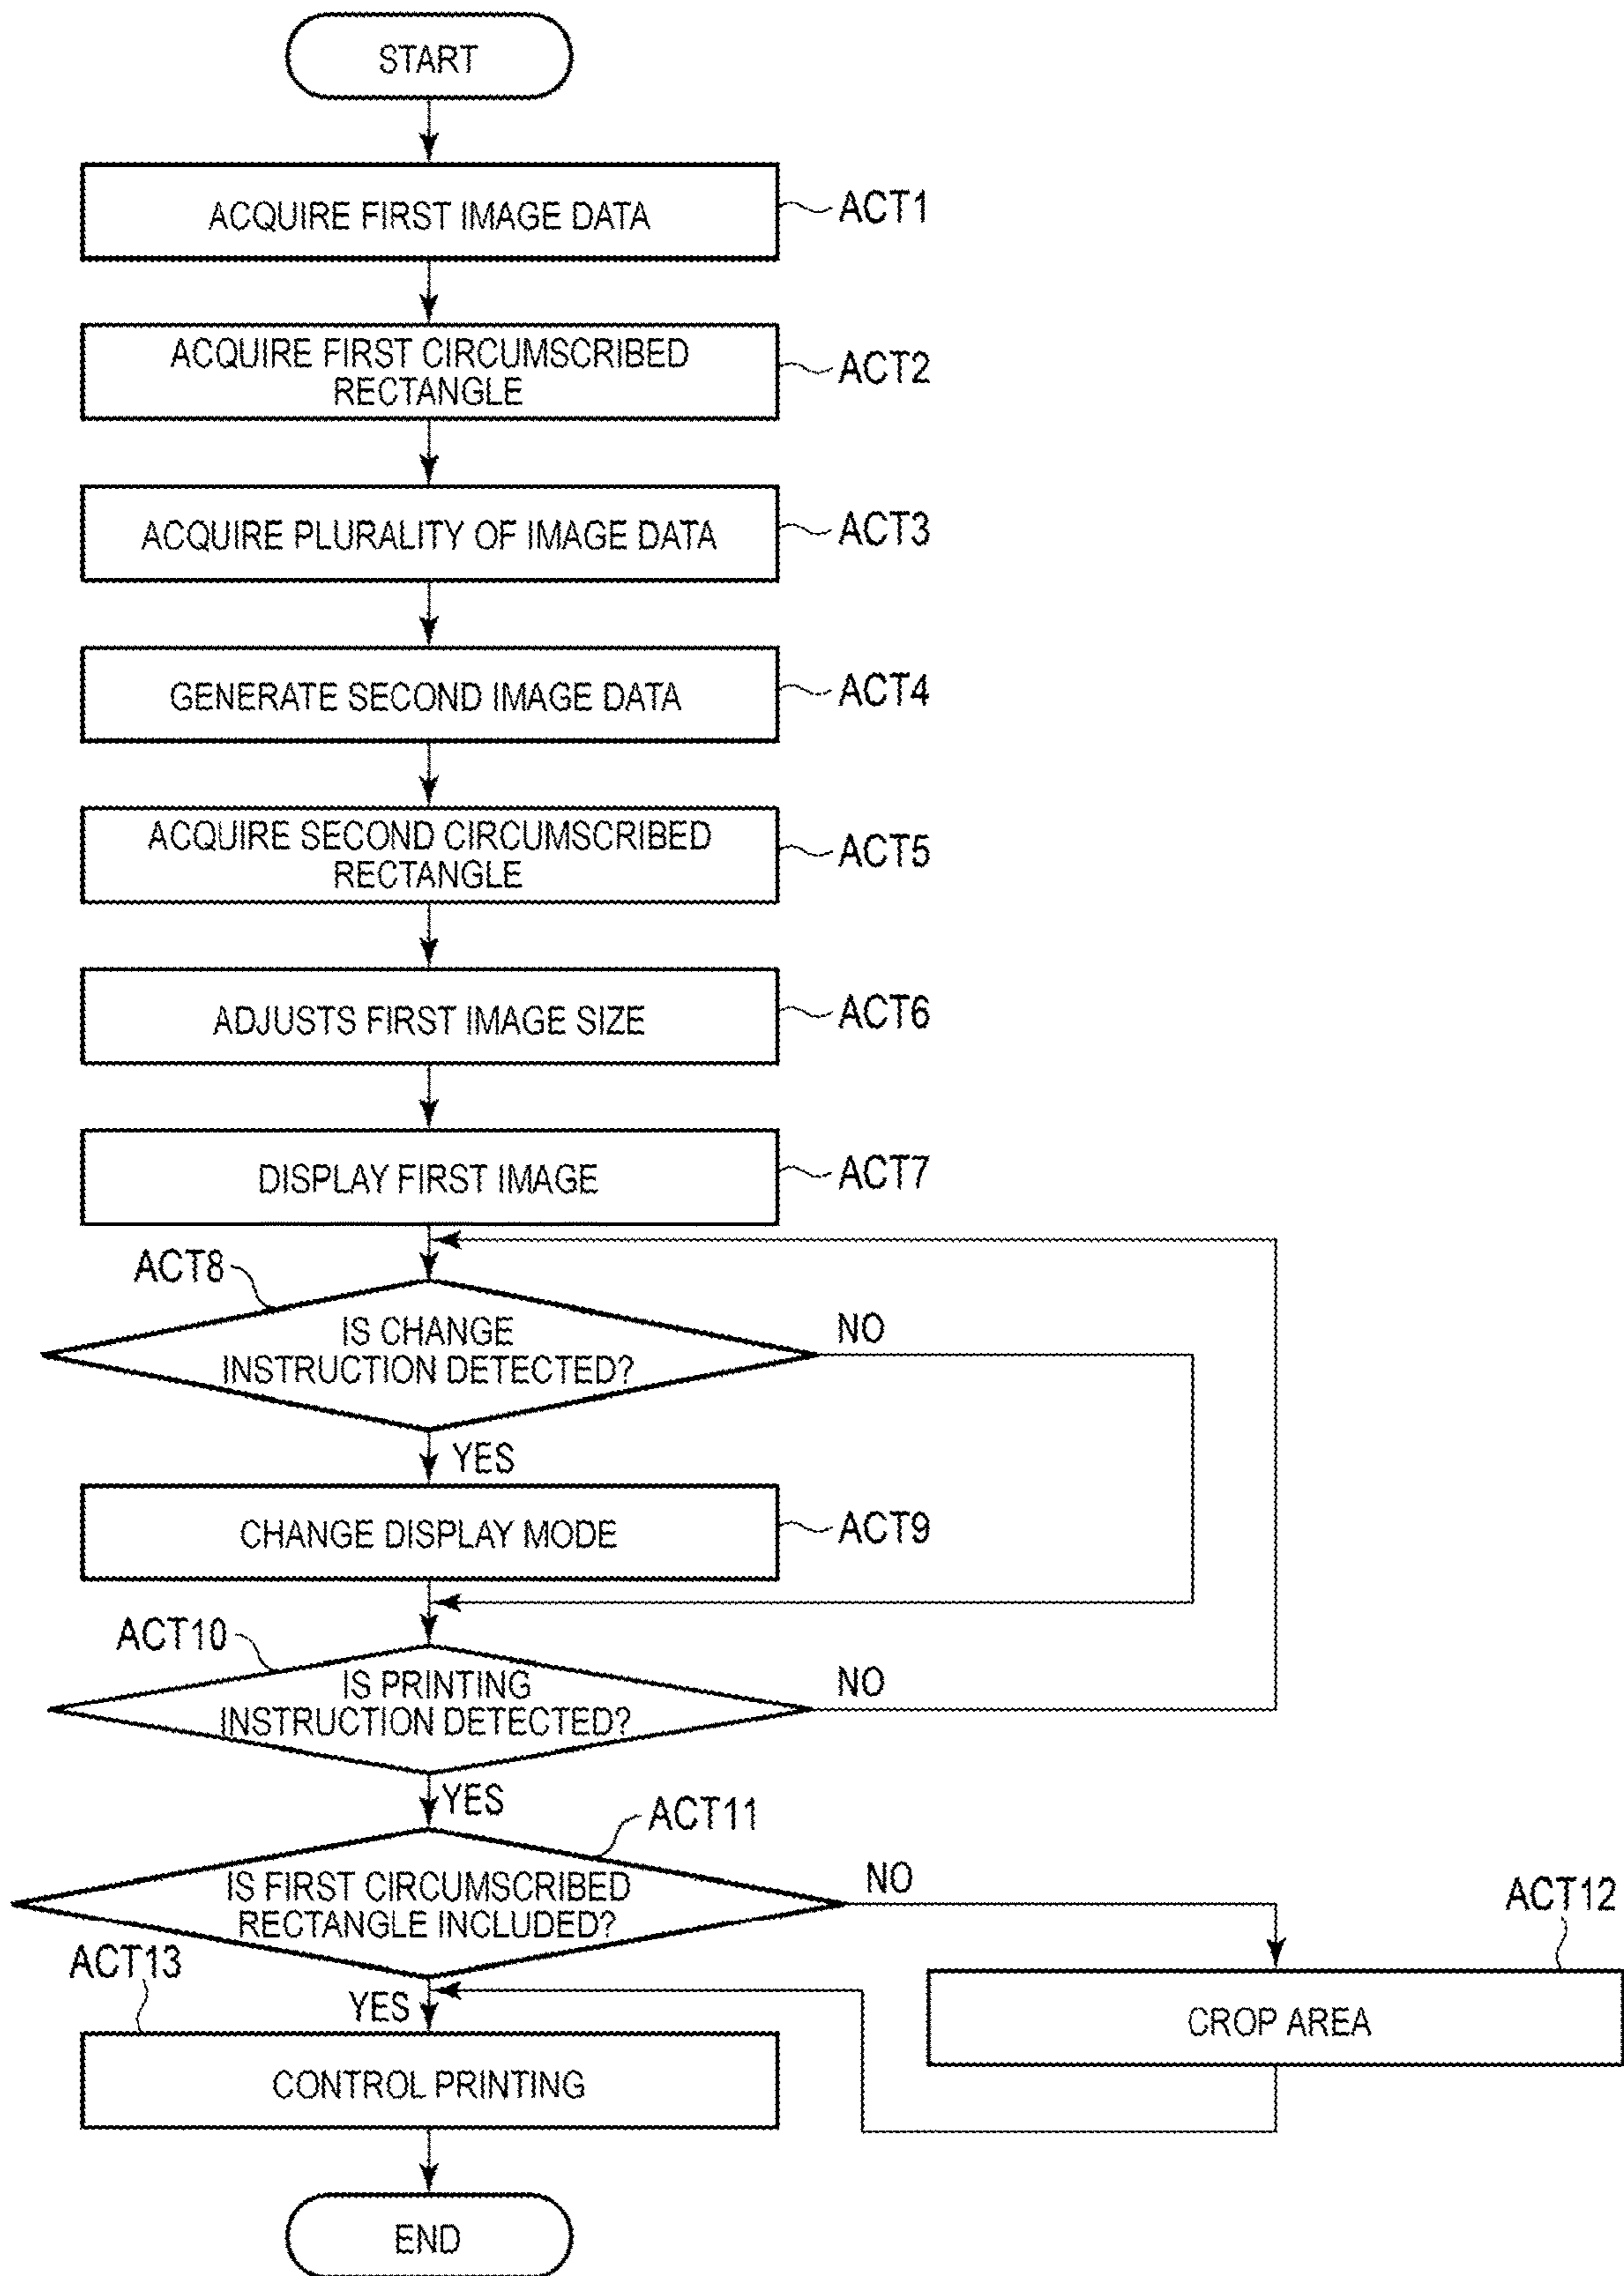 START
ACQUIRE FIRST IMAGE DATA
ACT1
ACQUIRE FIRST CIRCUMSCRIBED
RECTANGLE
ACT2
ACQUIRE PLURALITY OF IMAGE DATA
ACT3
GENERATE SECOND IMAGE DATA
ACT4
ACQUIRE SECOND CIRCUMSCRIBED
RECTANGLE
ACT5
ADJUSTS FIRST IMAGE SIZE
ACT6
DISPLAY FIRST IMAGE
ACT7
ACT8
IS CHANGE
INSTRUCTION DETECTED?
NO
YES
CHANGE DISPLAY MODE
ACT9
ACT10
IS PRINTING
INSTRUCTION DETECTED?
NO
YES
ACT11
IS FIRST CIRCUMSCRIBED
RECTANGLE INCLUDED?
NO
ACT12
CROP AREA
ACT13
YES
CONTROL PRINTING
END